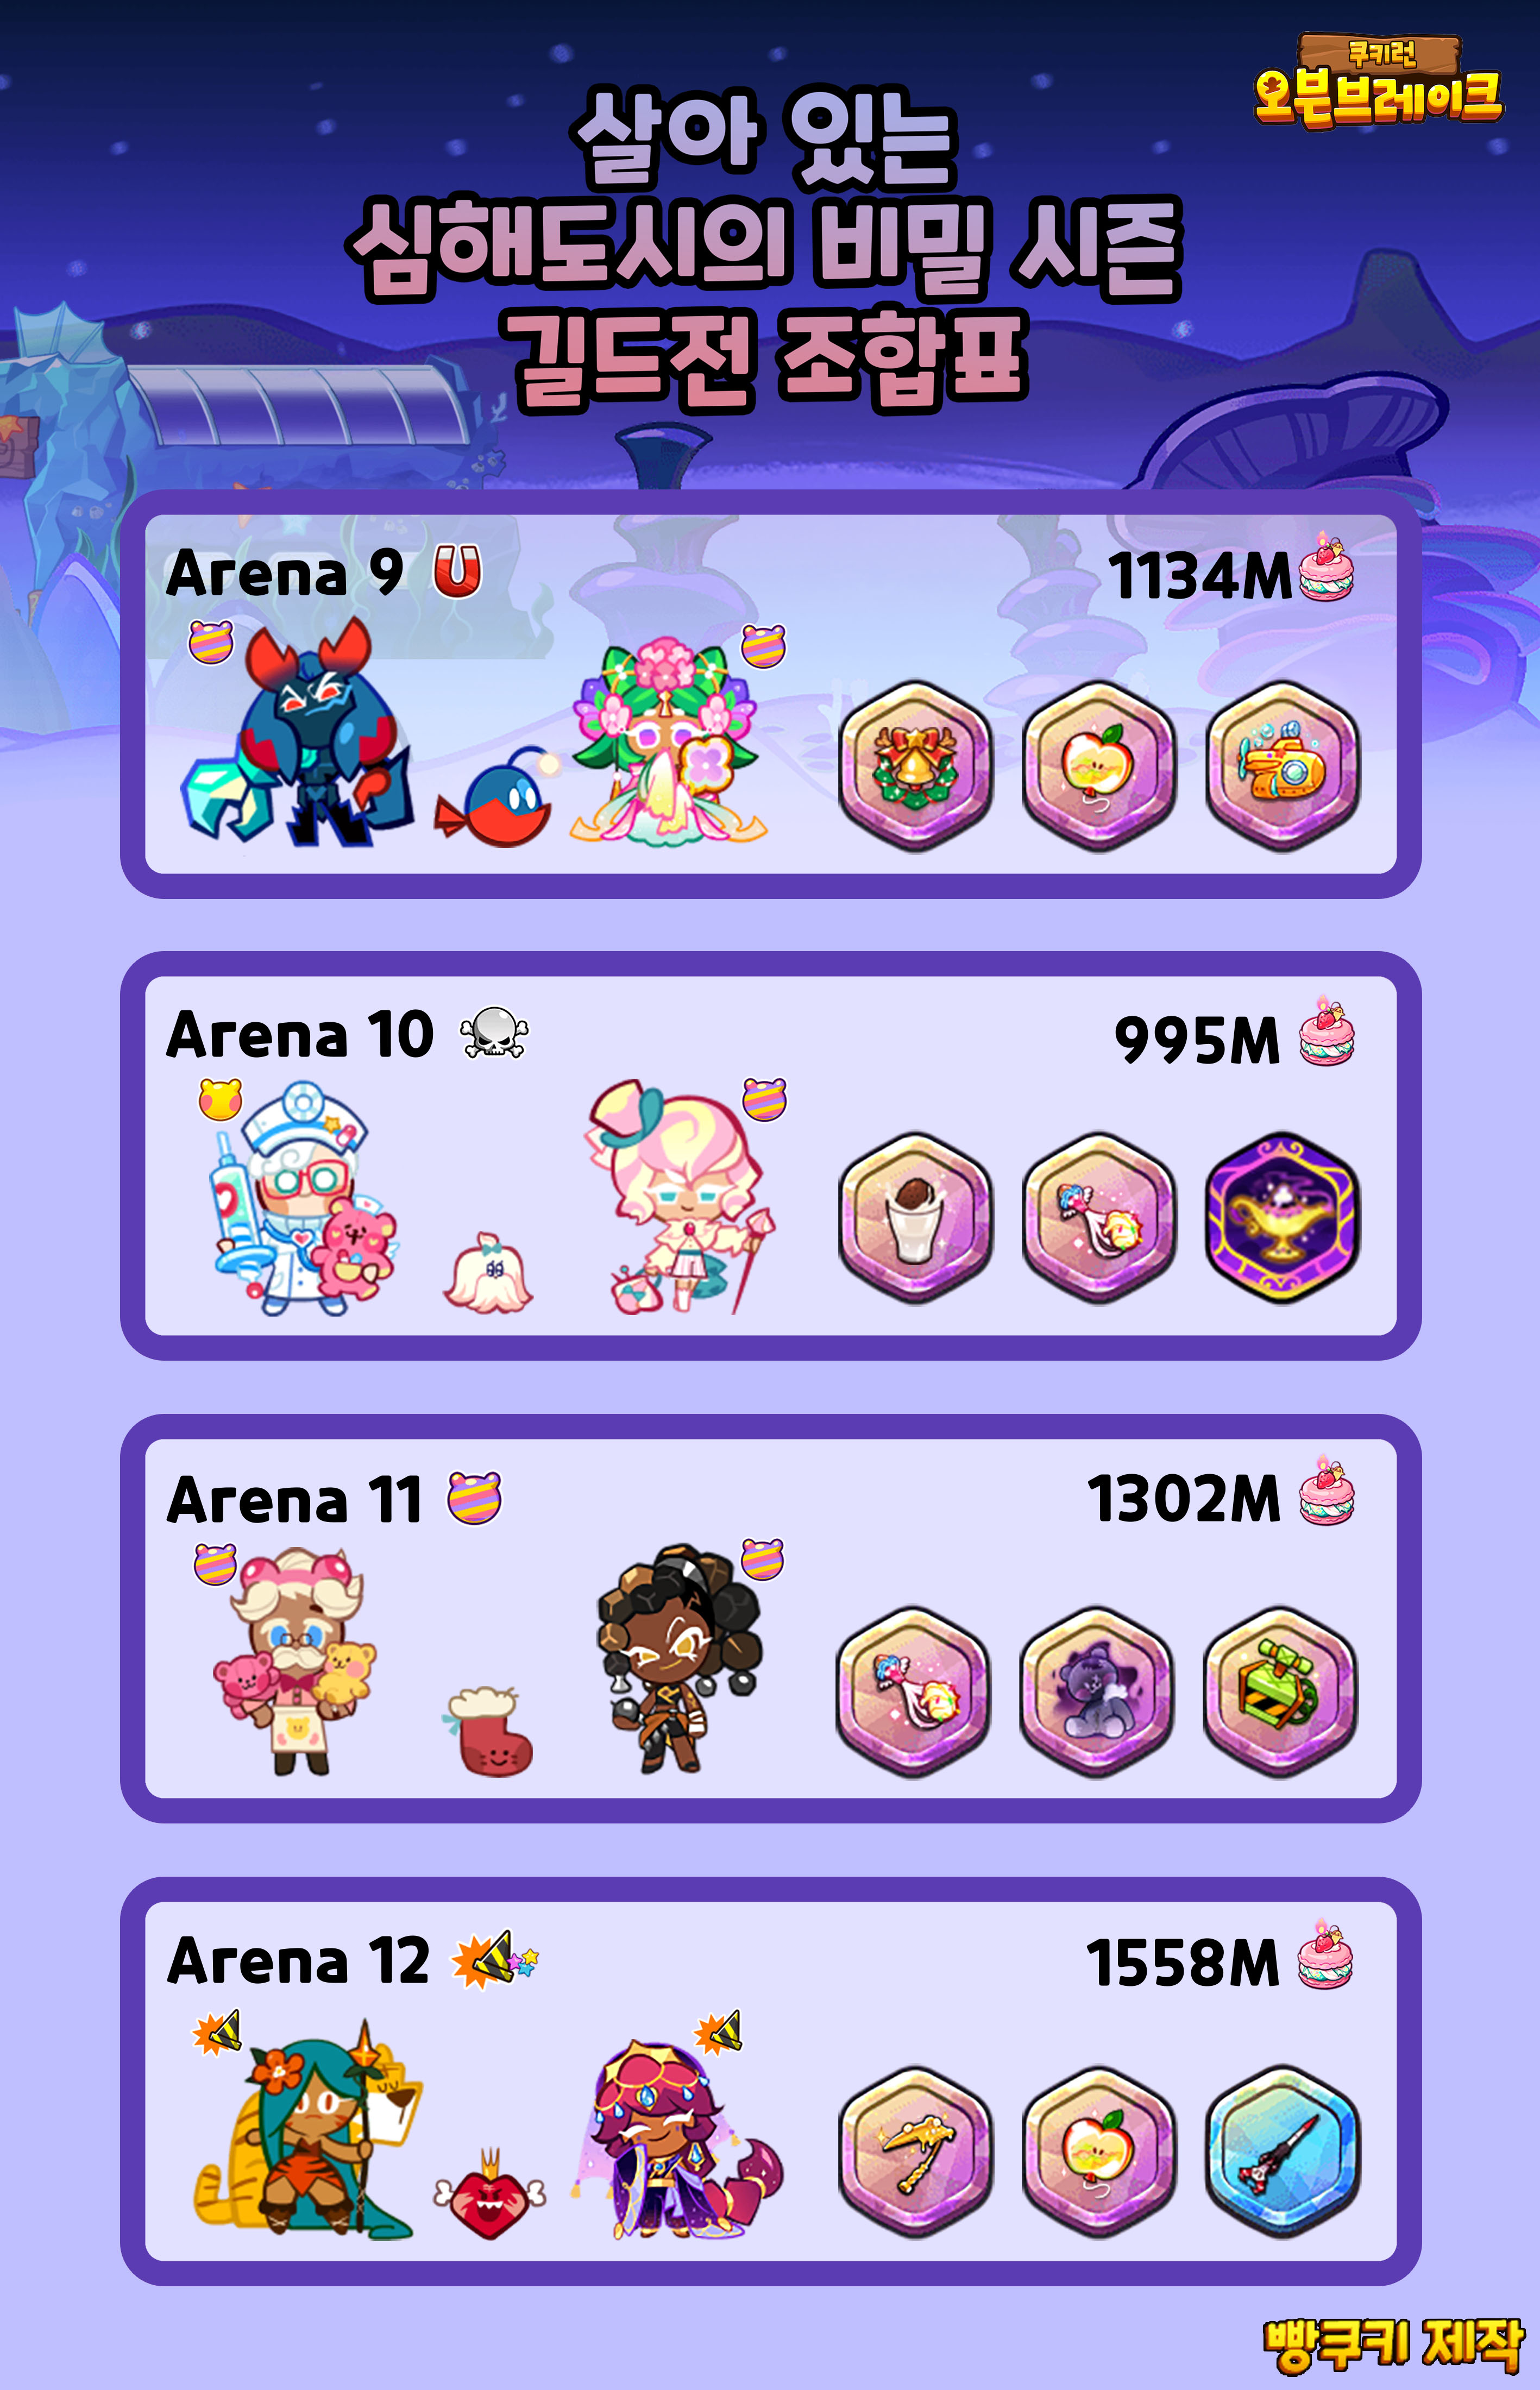 쿠키런
오븐브레이크
살아 있는
심해도시의 비밀 시즌
길드전 조합표
Arena 9
1134M
Arena 10
995M
Arena 11
1302M
Arena 12
1558M
빵쿠키 제작